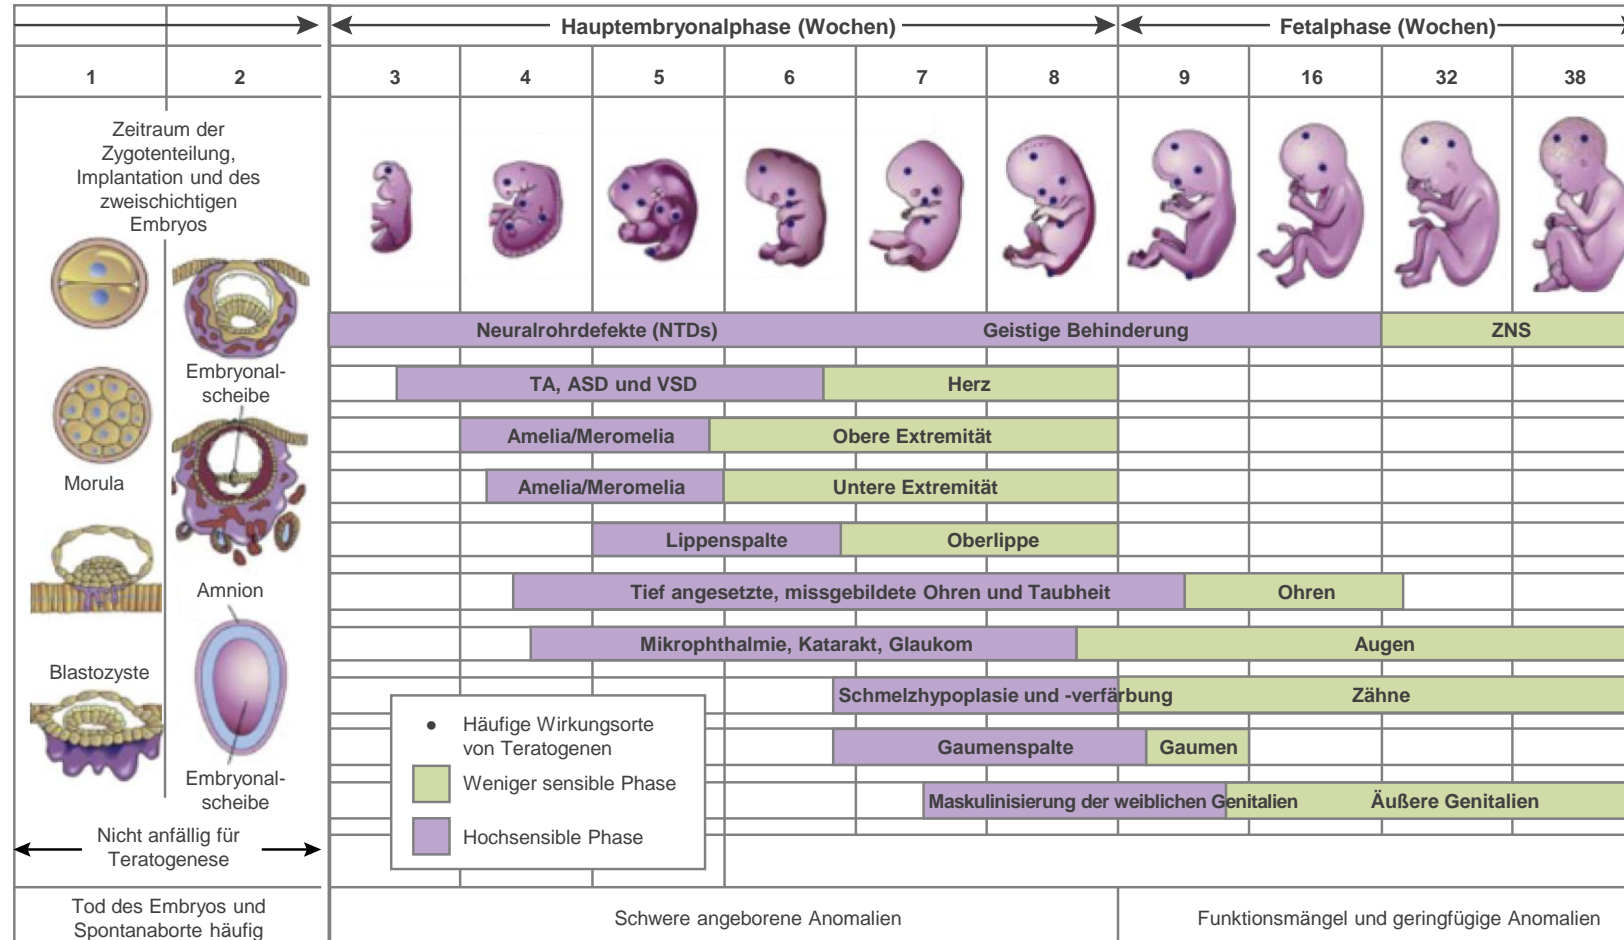 Hauptembryonalphase (Wochen)
Fetalphase (Wochen)
1
2
3
4
5
6
7
8
9
16
32
38
Zeitraum der
Zygotenteilung,
Implantation und des
zweischichtigen
Embryos
Embryonal-
scheibe
Morula
Amnion
Blastozyste
Embryonal-
scheibe
Nicht anfällig für
Teratogenese
Tod des Embryos und
Spontanaborte häufig
Neuralrohrdefekte (NTDs)
Geistige Behinderung
ZNS
TA, ASD und VSD
Herz
Amelia/Meromelia
Obere Extremität
Amelia/Meromelia
Untere Extremität
Lippenspalte
Oberlippe
Tief angesetzte, missgebildete Ohren und Taubheit
Ohren
Mikrophthalmie, Katarakt, Glaukom
Augen
Schmelzhypoplasie und -verfärbung
Zähne
Gaumenspalte
Gaumen
Maskulinisierung der weiblichen Genitalien
Äußere Genitalien
• Häufige Wirkungsorte
von Teratogenen
Weniger sensible Phase
Hochsensible Phase
Schwere angeborene Anomalien
Funktionsmängel und geringfügige Anomalien